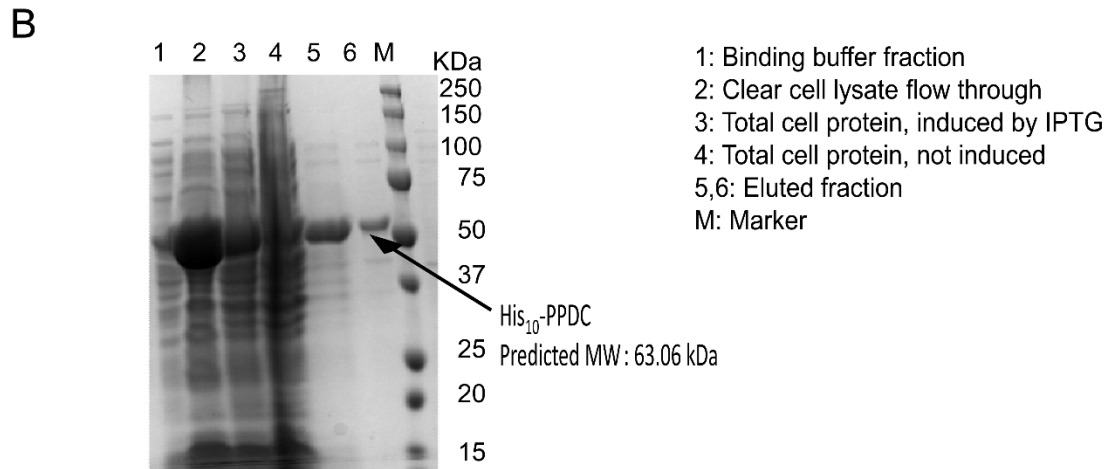 B
1 2 3 4 5 6 M
KDa
250
150
100
75
50
37
25
20
15
1: Binding buffer fraction
2: Clear cell lysate flow through
3: Total cell protein, induced by IPTG
4: Total cell protein, not induced
5,6: Eluted fraction
M: Marker
His₁₀-PPDC
Predicted MW : 63.06 kDa